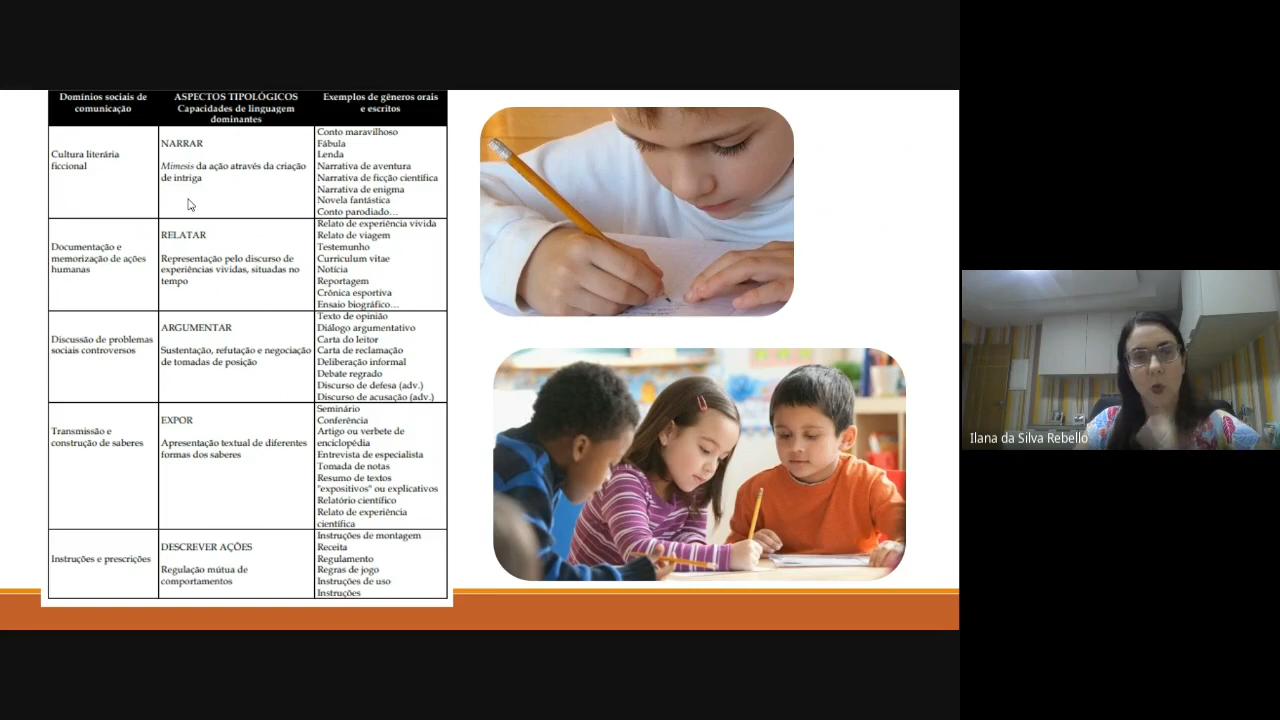 Domínios sociais de
comunicação
ASPECTOS TIPOLÓGICOS
Capacidades de linguagem
dominantes
Exemplos de gêneros orais
e escritos
Cultura literária
ficcional
NARRAR
Mimesis da ação através da criação
de intriga
Conto maravilhoso
Fábula
Lenda
Narrativa de aventura
Narrativa de ficção científica
Narrativa de enigma
Novela fantástica
Conto parodiado...
Documentação e
memorização de ações
humanas
RELATAR
Representação pelo discurso de
experiências vividas, situadas no
tempo
Relato de experiência vivida
Relato de viagem
Testemunho
Curriculum vitae
Notícia
Reportagem
Crônica esportiva
Ensaio biográfico...
Discussão de problemas
sociais controversos
ARGUMENTAR
Sustentação, refutação e negociação
de tomadas de posição
Texto de opinião
Diálogo argumentativo
Carta do leitor
Carta de reclamação
Deliberação informal
Debate regrado
Discurso de defesa (adv.)
Discurso de acusação (adv.)
Transmissão e
construção de saberes
EXPOR
Apresentação textual de diferentes
formas dos saberes
Seminário
Conferência
Artigo ou verbete de
enciclopédia
Entrevista de especialista
Tomada de notas
Resumo de textos
"expositivos" ou explicativos
Relatório científico
Relato de experiência
científica
Instruções e prescrições
DESCREVER AÇÕES
Regulação mútua de
comportamentos
Instruções de montagem
Receita
Regulamento
Regras de jogo
Instruções de uso
Instruções
Ilana da Silva Rebello